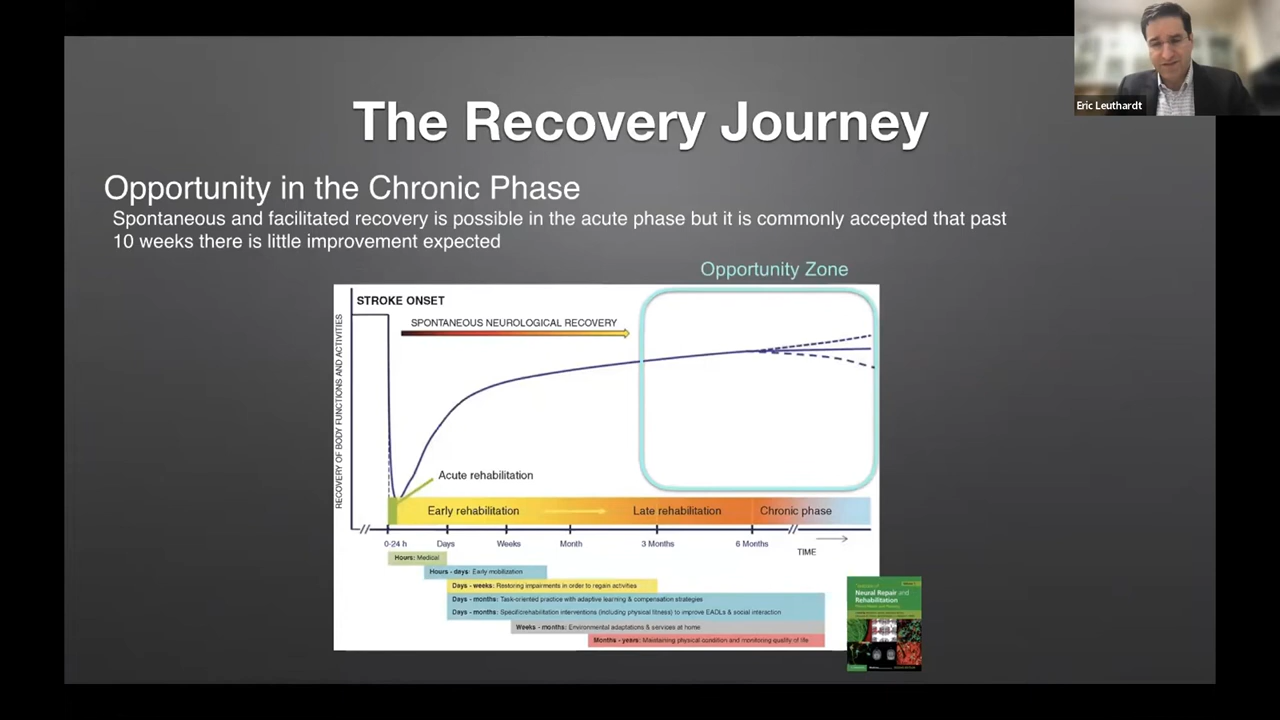 Eric Leuthardt
The Recovery Journey
Opportunity in the Chronic Phase
Spontaneous and facilitated recovery is possible in the acute phase but it is commonly accepted that past
10 weeks there is little improvement expected
Opportunity Zone
STROKE ONSET
SPONTANEOUS NEUROLOGICAL RECOVERY
RECOVERY OF BODY FUNCTIONS AND ACTIVITIES
Acute rehabilitation
Early rehabilitation
Late rehabilitation
Chronic phase
0-24 h
Days
Weeks
Month
3 Months
6 Months
TIME
Hours: Medical
Hours - days: Early mobilization
Days - weeks: Restoring impairments in order to regain activities
Days - months: Task-oriented practice with adaptive learning & compensation strategies
Days - months: Specific rehabilitation interventions (including physical fitness) to improve EADLs & social interaction
Weeks - months: Environmental adaptations & services at home
Months - years: Maintaining physical condition and monitoring quality of life
Neural Repair and
Rehabilitation